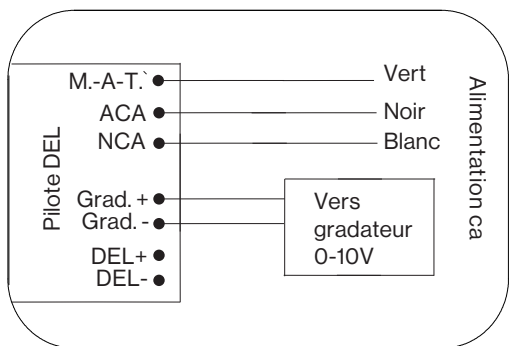 Pilote DEL
M.-A-T.`
ACA
NCA
Grad. +
Grad. -
DEL+
DEL-
Vert
Noir
Blanc
Vers
gradateur
0-10V
Alimentation ca